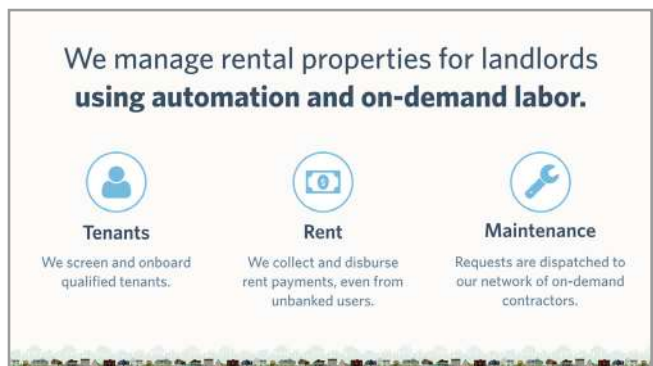 We manage rental properties for landlords
using automation and on-demand labor.
Tenants
We screen and onboard
qualified tenants.
Rent
We collect and disburse
rent payments, even from
unbanked users.
Maintenance
Requests are dispatched to
our network of on-demand
contractors.